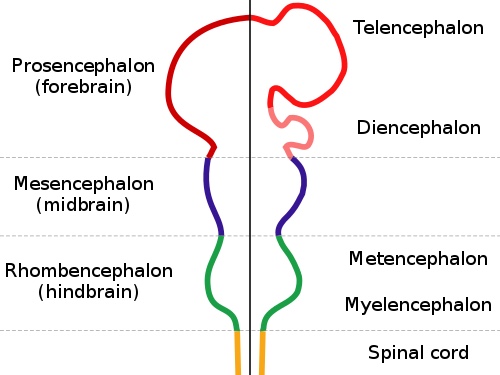 Telencephalon
Prosencephalon
(forebrain)
Diencephalon
Mesencephalon
(midbrain)
Metencephalon
Rhombencephalon
(hindbrain)
Myelencephalon
Spinal cord